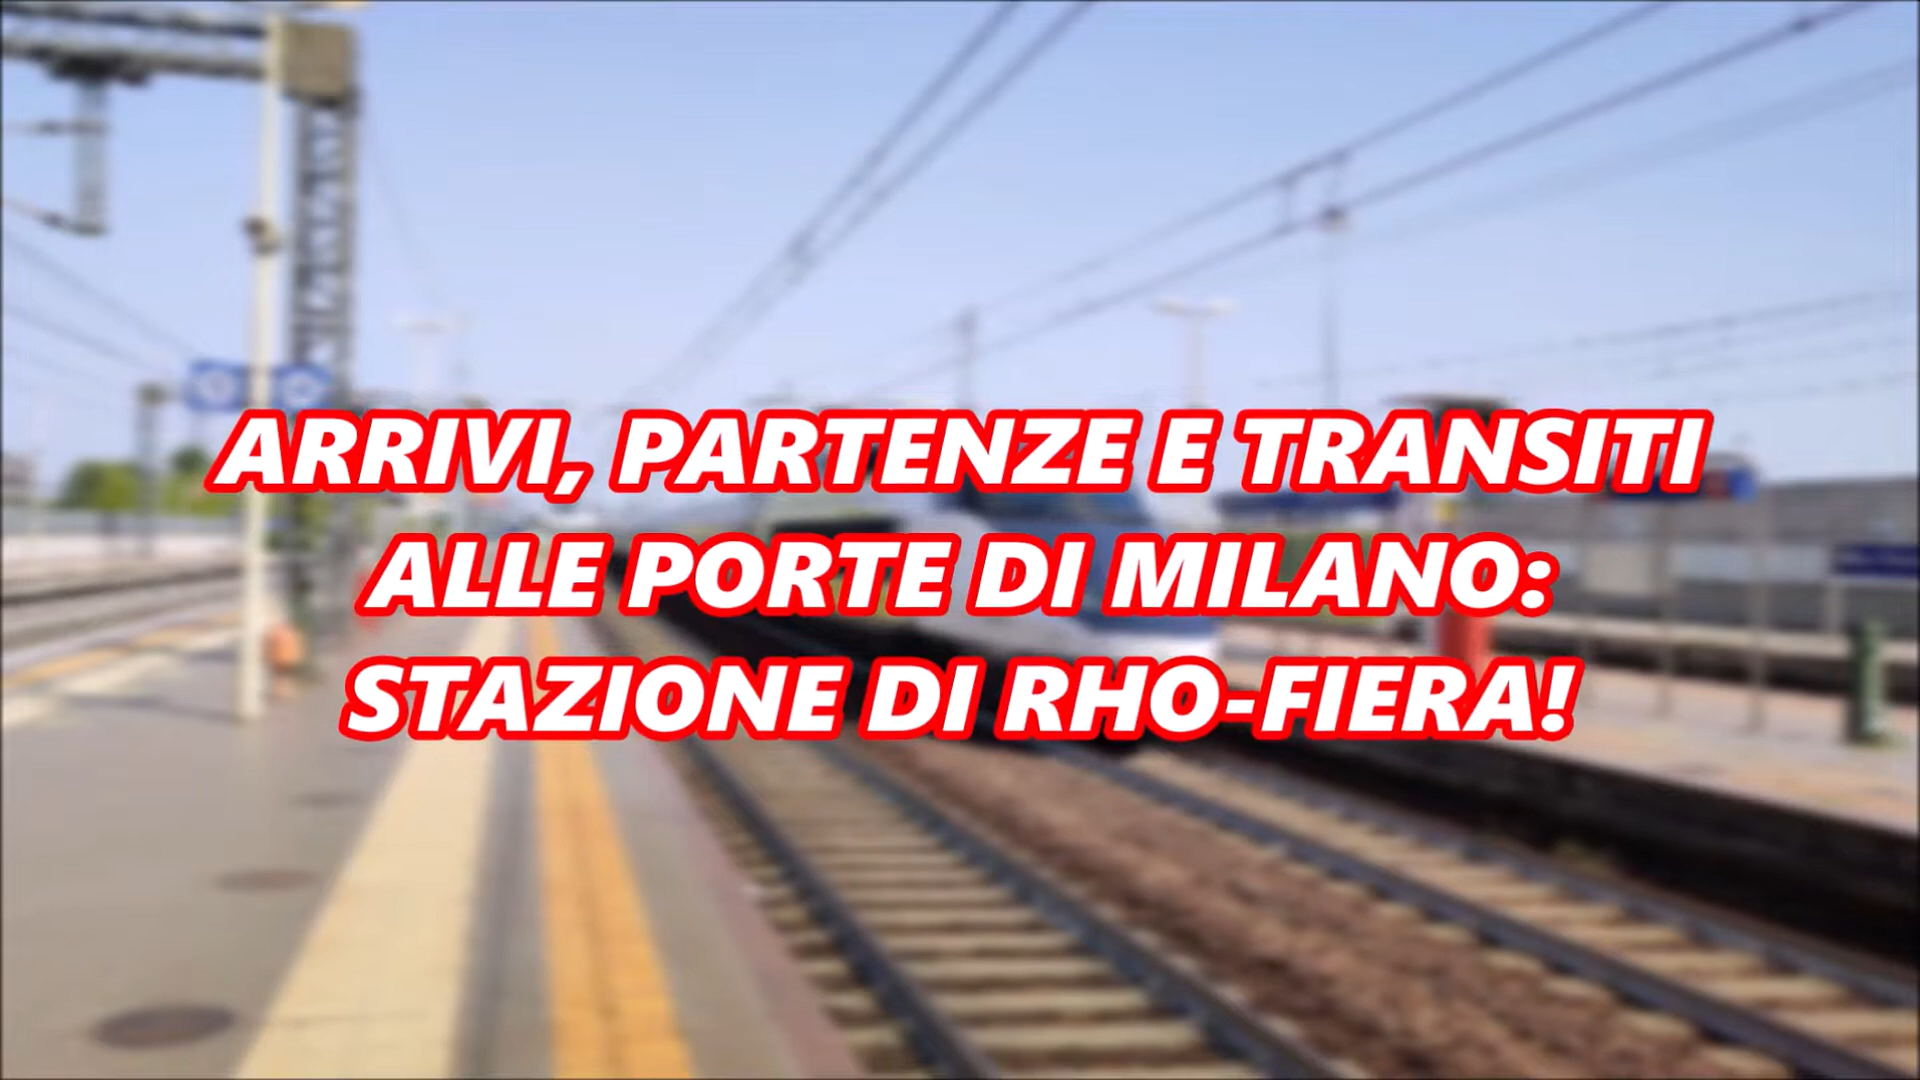 ARRIVI, PARTENZE E TRANSITI
ALLE PORTE DI MILANO:
STAZIONE DI RHO-FIERA!